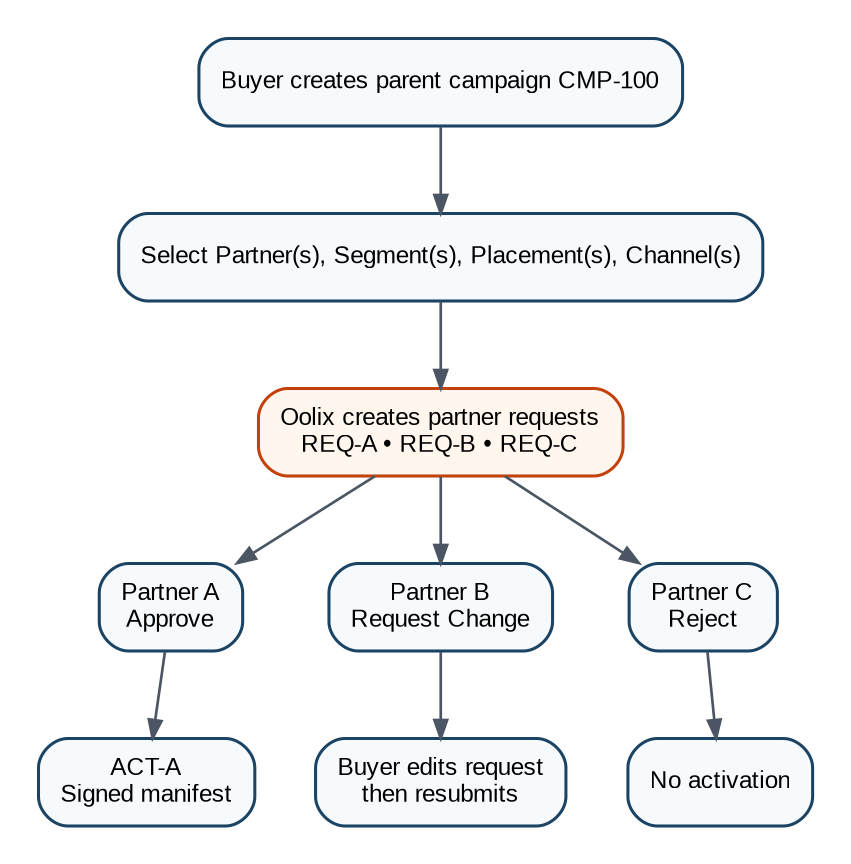 Buyer creates parent campaign CMP-100
Select Partner(s), Segment(s), Placement(s), Channel(s)
Oolix creates partner requests
REQ-A • REQ-B • REQ-C
Partner A
Approve
Partner B
Request Change
Partner C
Reject
ACT-A
Signed manifest
Buyer edits request
then resubmits
No activation